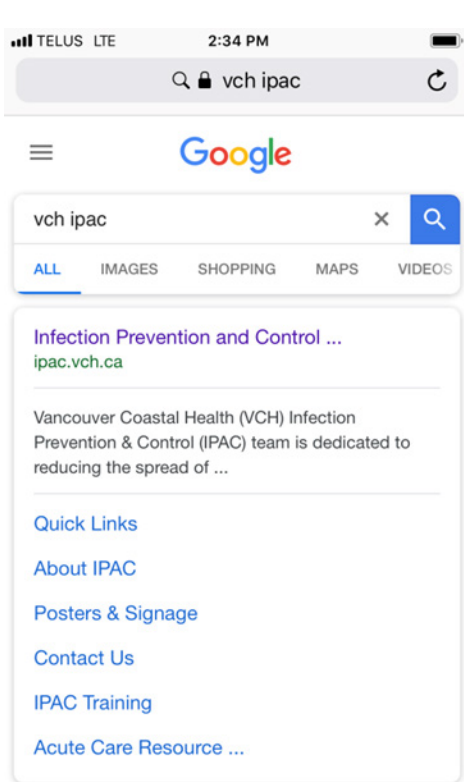 TELUS LTE 2:34 PM
vch ipac
Google
vch ipac
ALL IMAGES SHOPPING MAPS VIDEOS
Infection Prevention and Control ...
ipac.vch.ca
Vancouver Coastal Health (VCH) Infection
Prevention & Control (IPAC) team is dedicated to
reducing the spread of ...
Quick Links
About IPAC
Posters & Signage
Contact Us
IPAC Training
Acute Care Resource ...